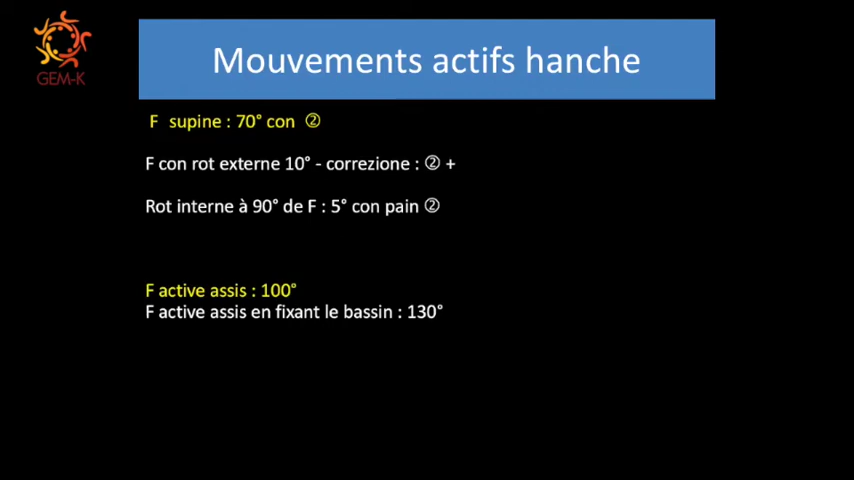 GEM-K
Mouvements actifs hanche
F supine : 70° con ②
F con rot externe 10° - correzione : ② +
Rot interne à 90° de F : 5° con pain ②
F active assis : 100°
F active assis en fixant le bassin : 130°